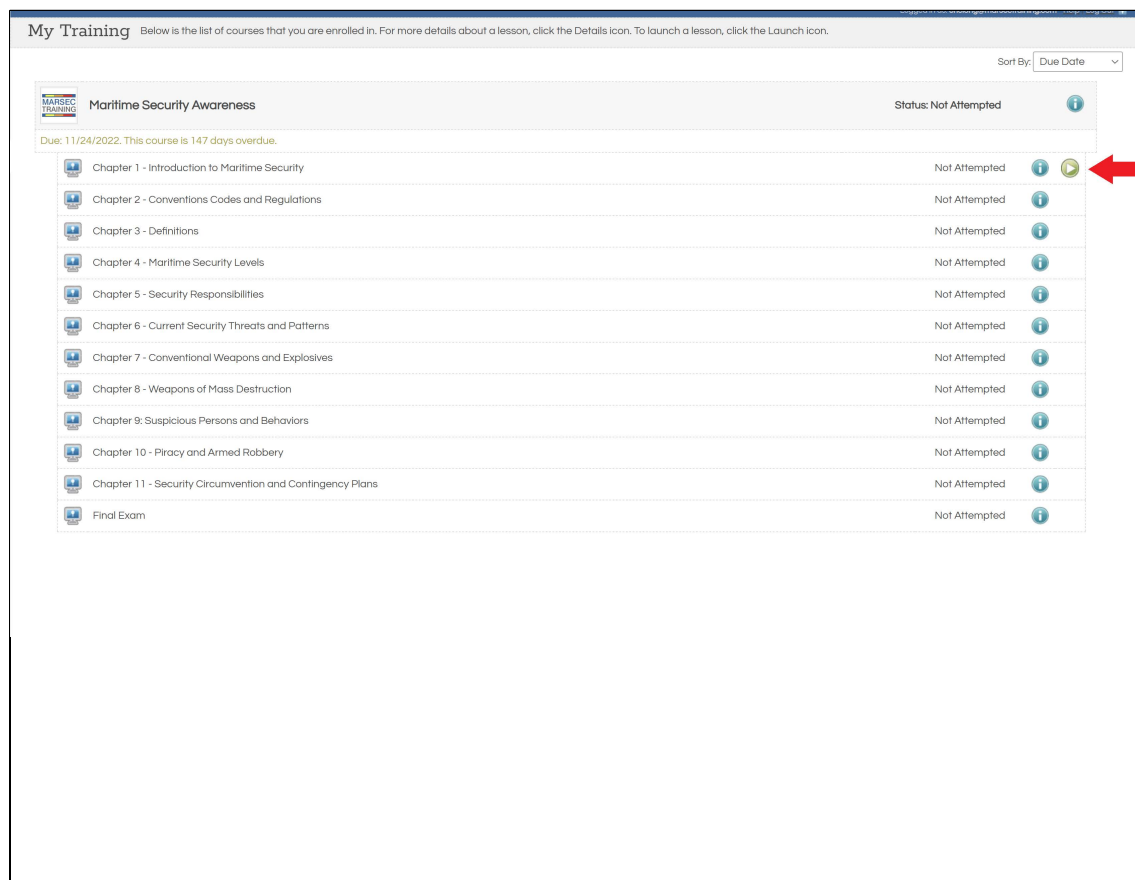 My Training Below is the list of courses that you are enrolled in. For more details about a lesson, click the Details icon. To launch a lesson, click the Launch icon.
Sort By: Due Date
MARSEC
TRAINING
Maritime Security Awareness Status: Not Attempted
Due: 11/24/2022. This course is 147 days overdue.
Chapter 1 - Introduction to Maritime Security Not Attempted
Chapter 2 - Conventions Codes and Regulations Not Attempted
Chapter 3 - Definitions Not Attempted
Chapter 4 - Maritime Security Levels Not Attempted
Chapter 5 - Security Responsibilities Not Attempted
Chapter 6 - Current Security Threats and Patterns Not Attempted
Chapter 7 - Conventional Weapons and Explosives Not Attempted
Chapter 8 - Weapons of Mass Destruction Not Attempted
Chapter 9: Suspicious Persons and Behaviors Not Attempted
Chapter 10 - Piracy and Armed Robbery Not Attempted
Chapter 11 - Security Circumvention and Contingency Plans Not Attempted
Final Exam Not Attempted